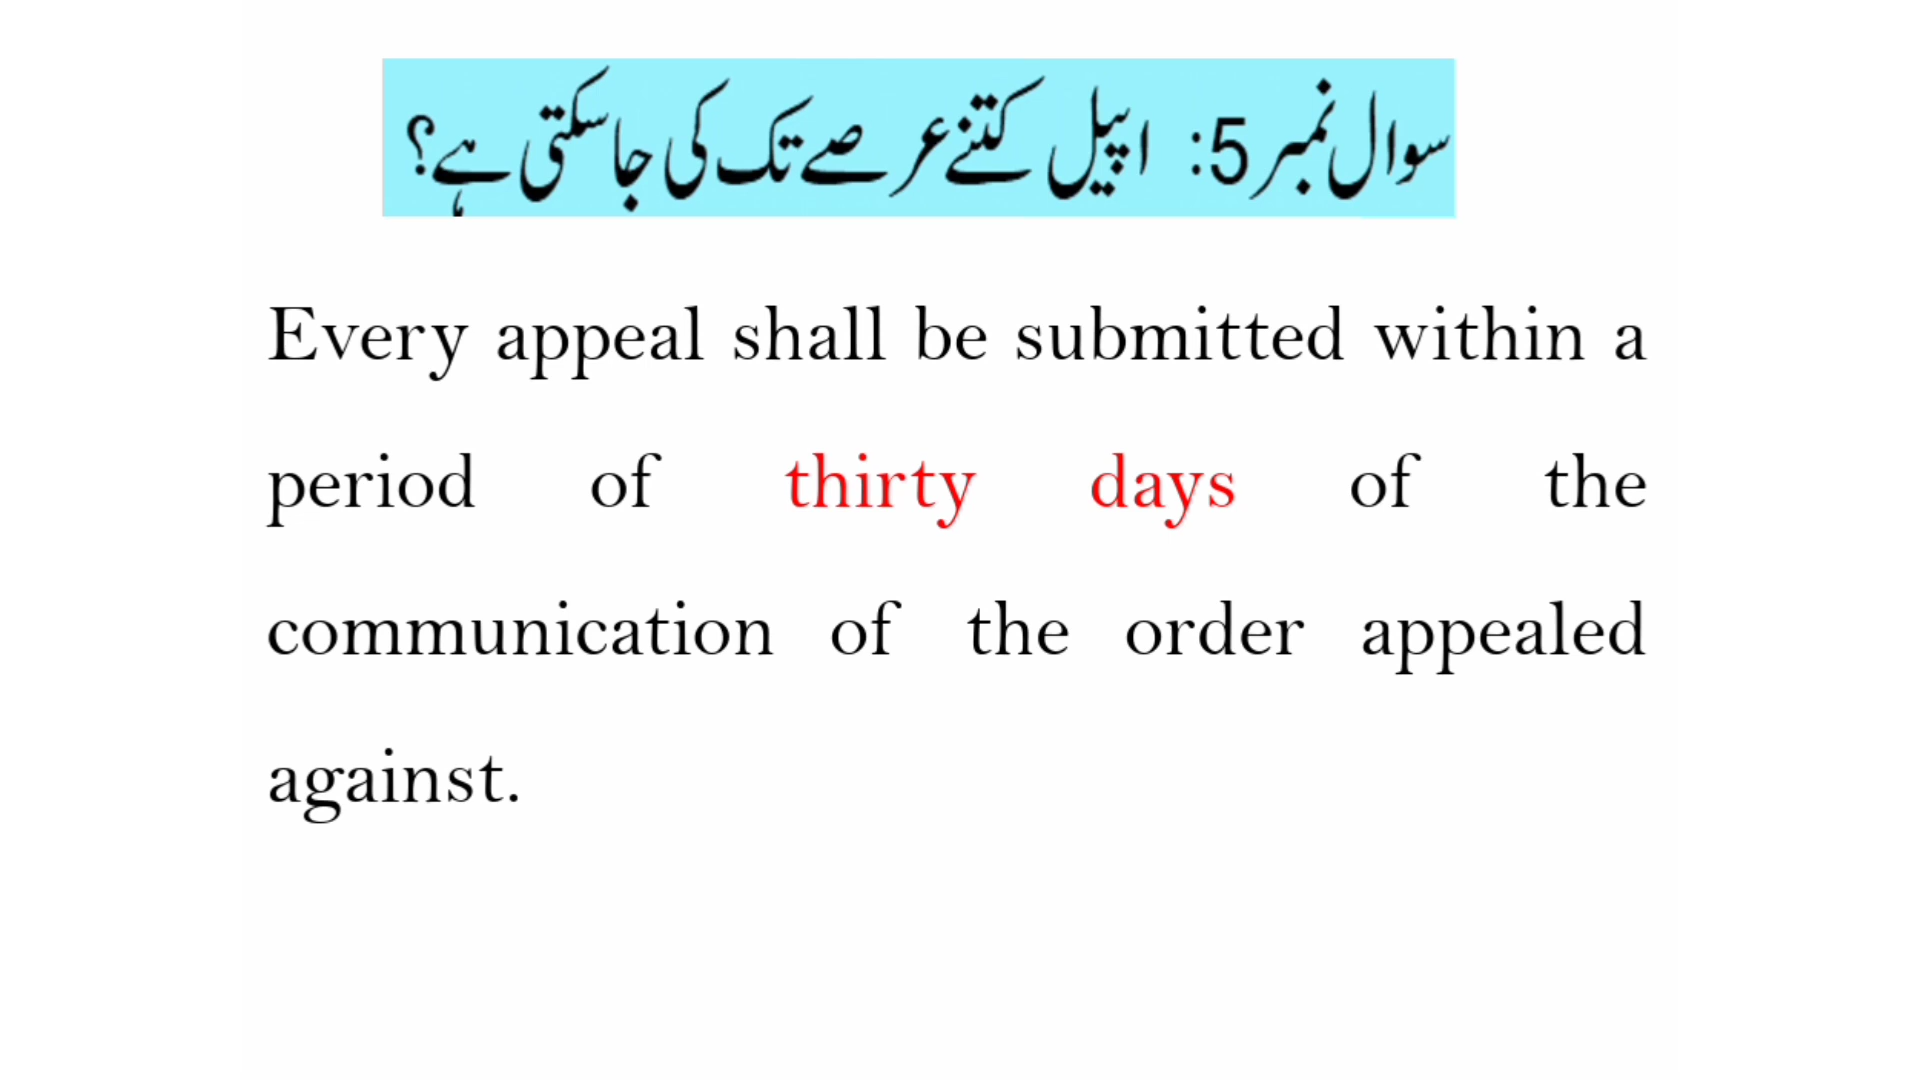 سوال نمبر 5: اپیل کتنے عرصے تک کی جا سکتی ہے؟
Every appeal shall be submitted within a
period of thirty days of the
communication of the order appealed
against.